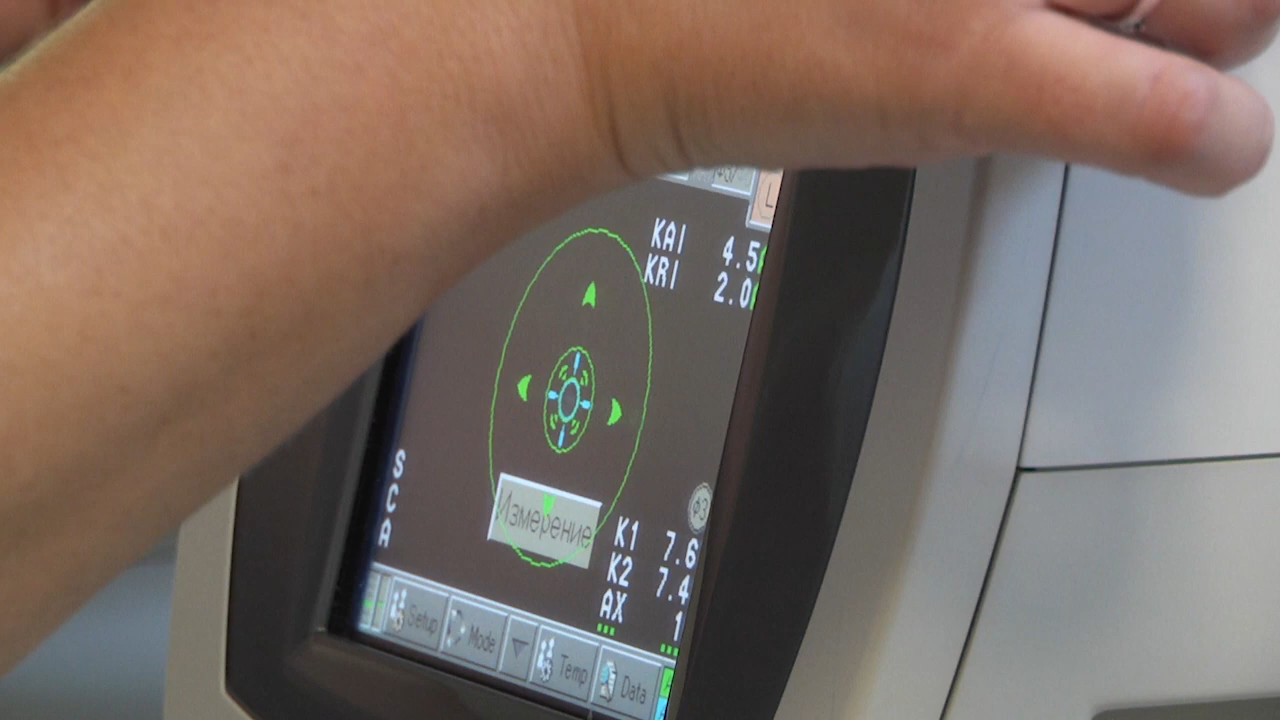 L
KAI 4.5
KRI 2.0
S
C
A
Измерение
Ф3
K1 7.6
K2 7.4
AX 1
Setup Mode Temp Data